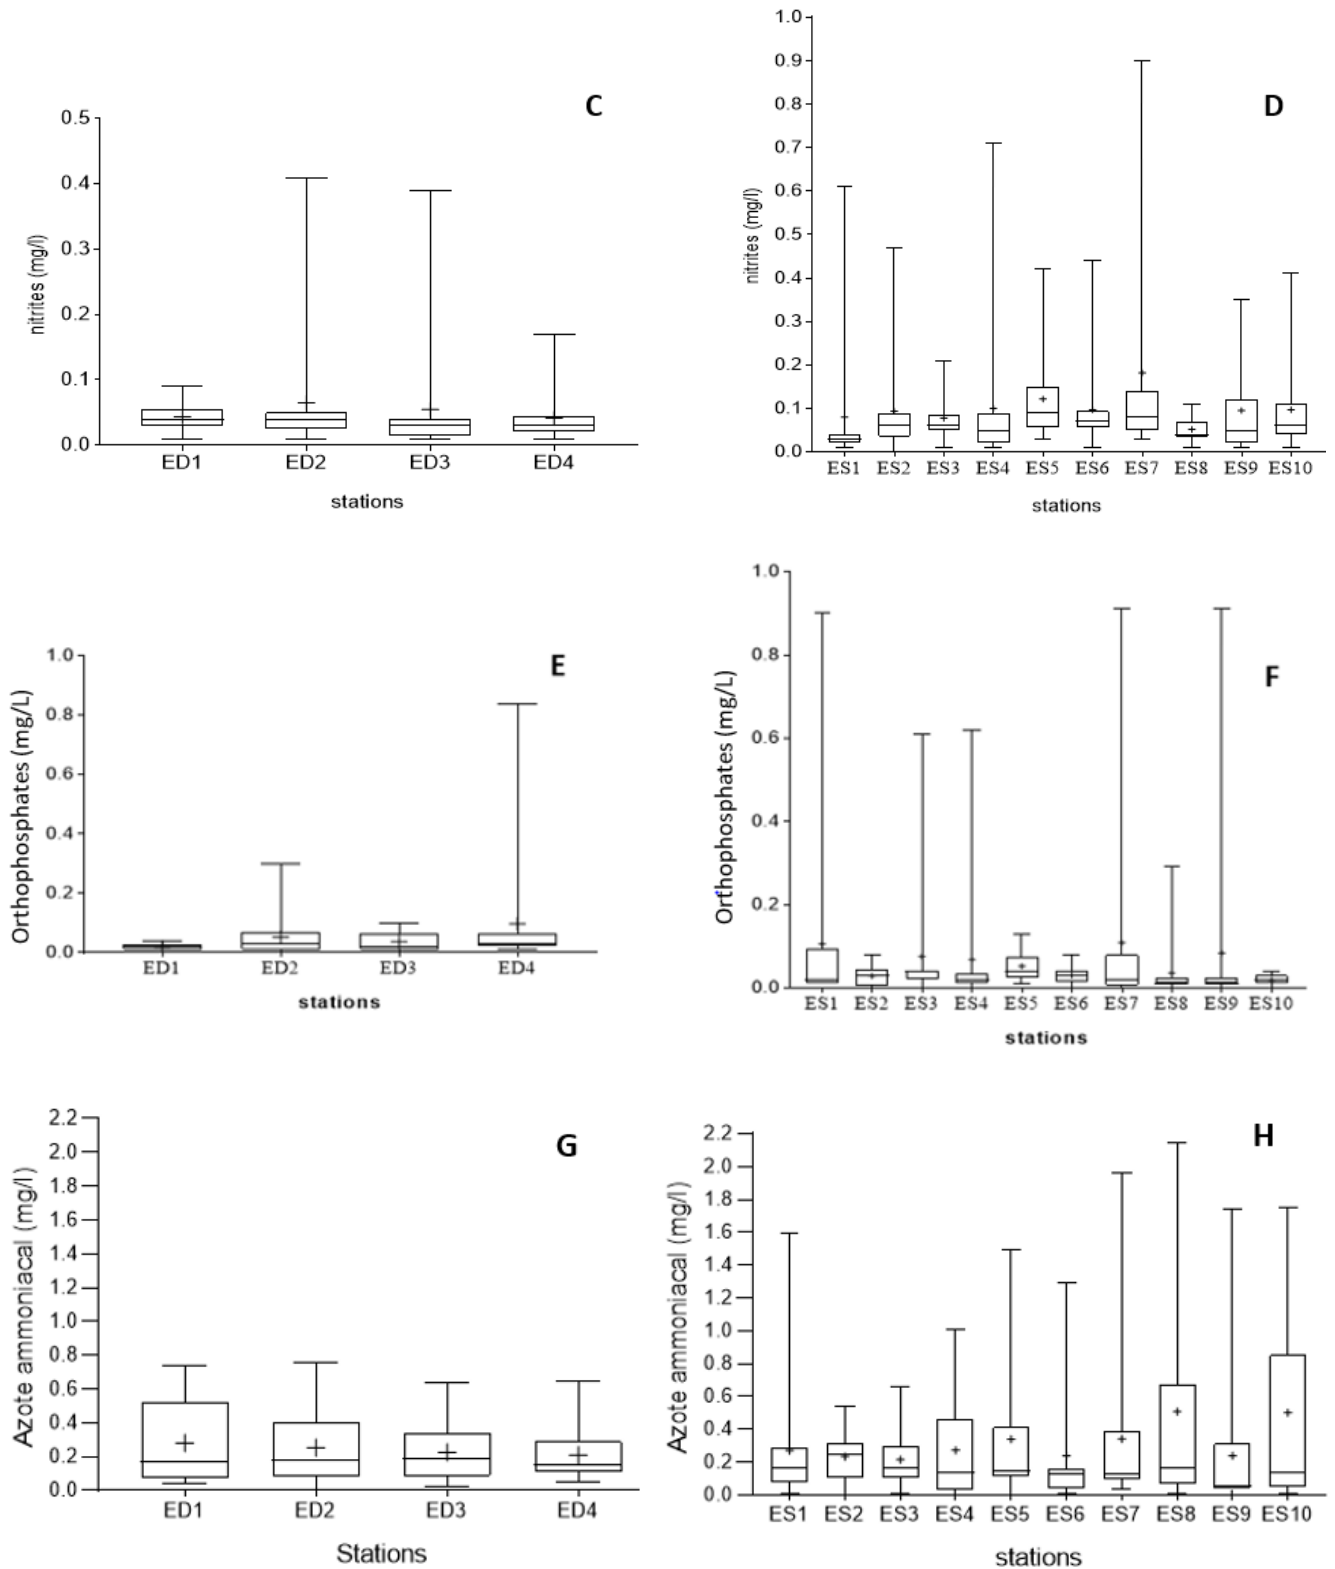 C
0.5
0.4
0.3
0.2
0.1
0.0
nitrites (mg/l)
ED1 ED2 ED3 ED4
stations
D
1.0
0.9
0.8
0.7
0.6
0.5
0.4
0.3
0.2
0.1
0.0
nitrites (mg/l)
ES1 ES2 ES3 ES4 ES5 ES6 ES7 ES8 ES9 ES10
stations
E
1.0
0.8
0.6
0.4
0.2
0.0
Orthophosphates (mg/L)
ED1 ED2 ED3 ED4
stations
F
1.0
0.8
0.6
0.4
0.2
0.0
Orthophosphates (mg/L)
ES1 ES2 ES3 ES4 ES5 ES6 ES7 ES8 ES9 ES10
stations
G
2.2
2.0
1.8
1.6
1.4
1.2
1.0
0.8
0.6
0.4
0.2
0.0
Azote ammoniacal (mg/l)
ED1 ED2 ED3 ED4
Stations
H
2.2
2.0
1.8
1.6
1.4
1.2
1.0
0.8
0.6
0.4
0.2
0.0
Azote ammoniacal (mg/l)
ES1 ES2 ES3 ES4 ES5 ES6 ES7 ES8 ES9 ES10
stations